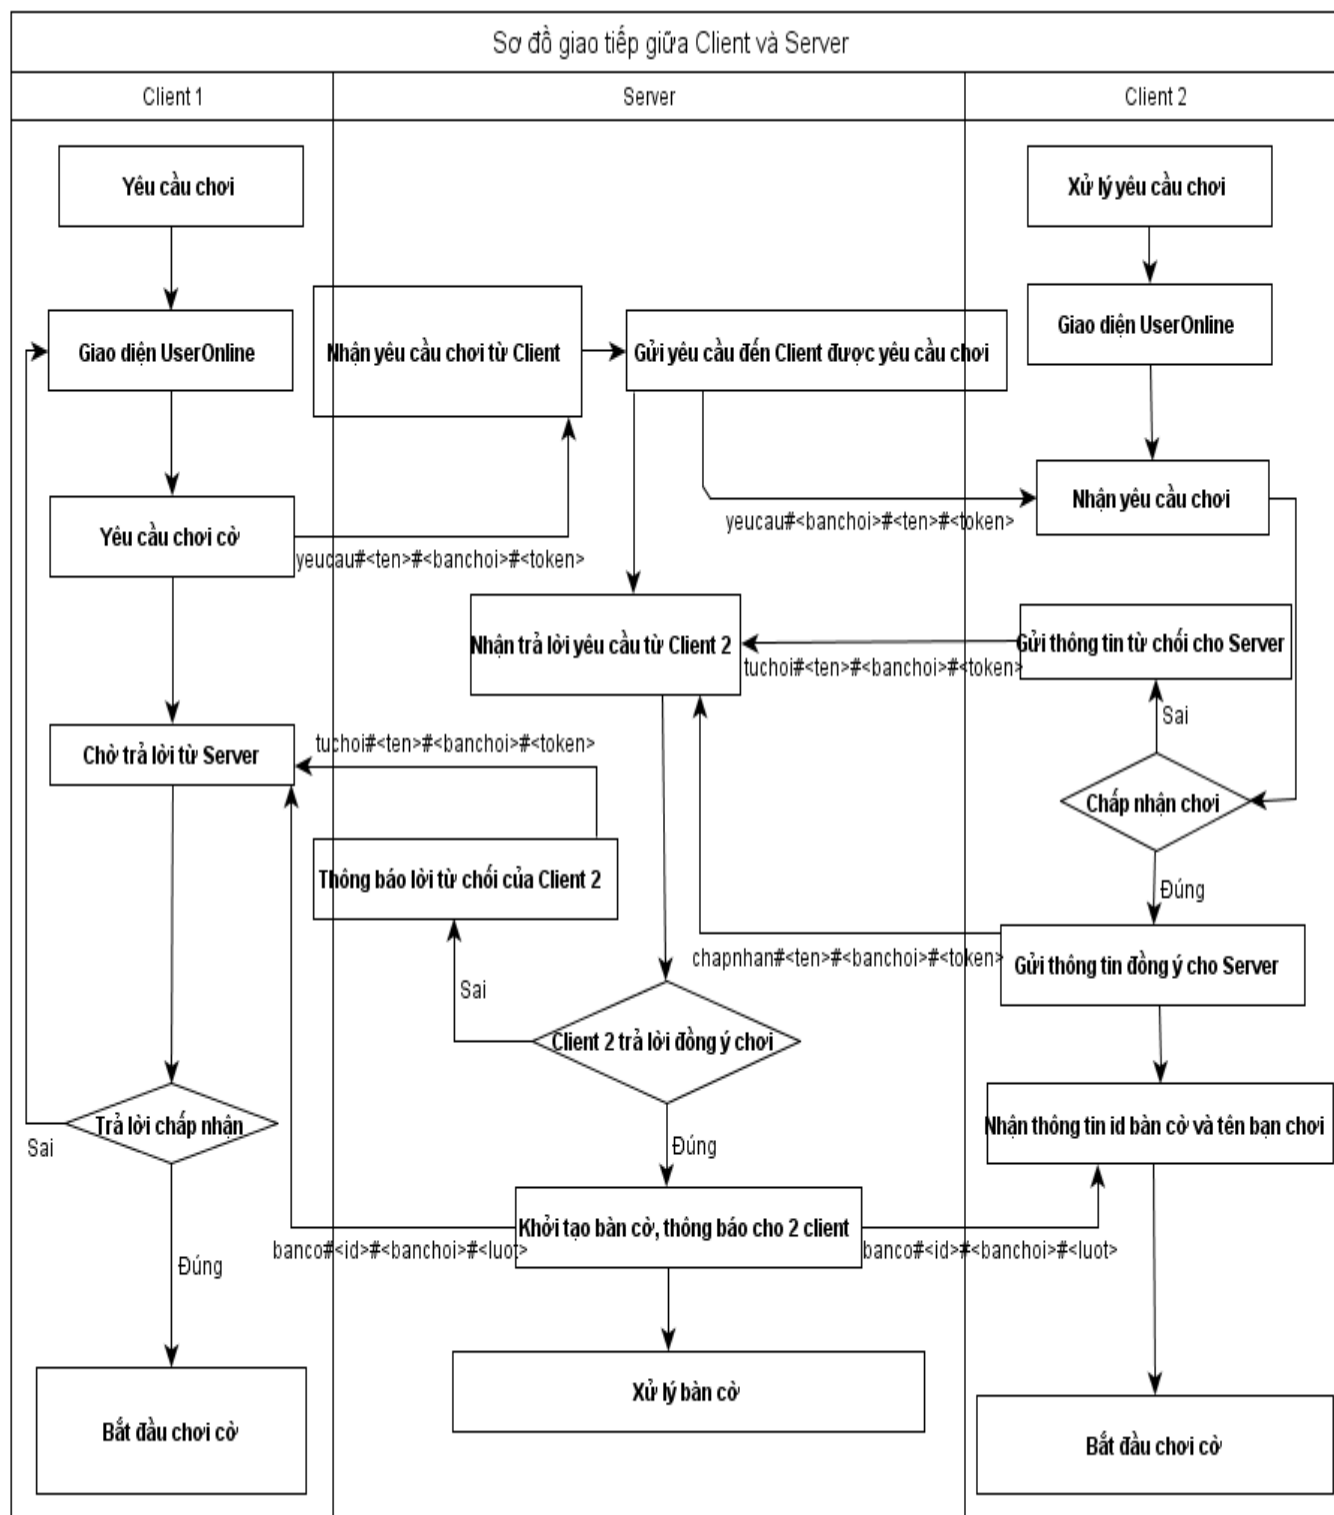 Sơ đồ giao tiếp giữa Client và Server
Client 1
Server
Client 2
Yêu cầu chơi
Xử lý yêu cầu chơi
Giao diện UserOnline
Nhận yêu cầu chơi từ Client
Gửi yêu cầu đến Client được yêu cầu chơi
Giao diện UserOnline
Yêu cầu chơi cờ
yeucau#<ten>#<banchoi>#<token>
yeucau#<banchoi>#<ten>#<token>
Nhận yêu cầu chơi
Nhận trả lời yêu cầu từ Client 2
tuchoi#<ten>#<banchoi>#<token>
Gửi thông tin từ chối cho Server
Sai
Chờ trả lời từ Server
tuchoi#<ten>#<banchoi>#<token>
Chấp nhận chơi
Thông báo lời từ chối của Client 2
Đúng
chapnhan#<ten>#<banchoi>#<token>
Gửi thông tin đồng ý cho Server
Sai
Client 2 trả lời đồng ý chơi
Trả lời chấp nhận
Sai
Đúng
Nhận thông tin id bàn cờ và tên bạn chơi
Khởi tạo bàn cờ, thông báo cho 2 client
banco#<id>#<banchoi>#<luot>
banco#<id>#<banchoi>#<luot>
Đúng
Xử lý bàn cờ
Bắt đầu chơi cờ
Bắt đầu chơi cờ